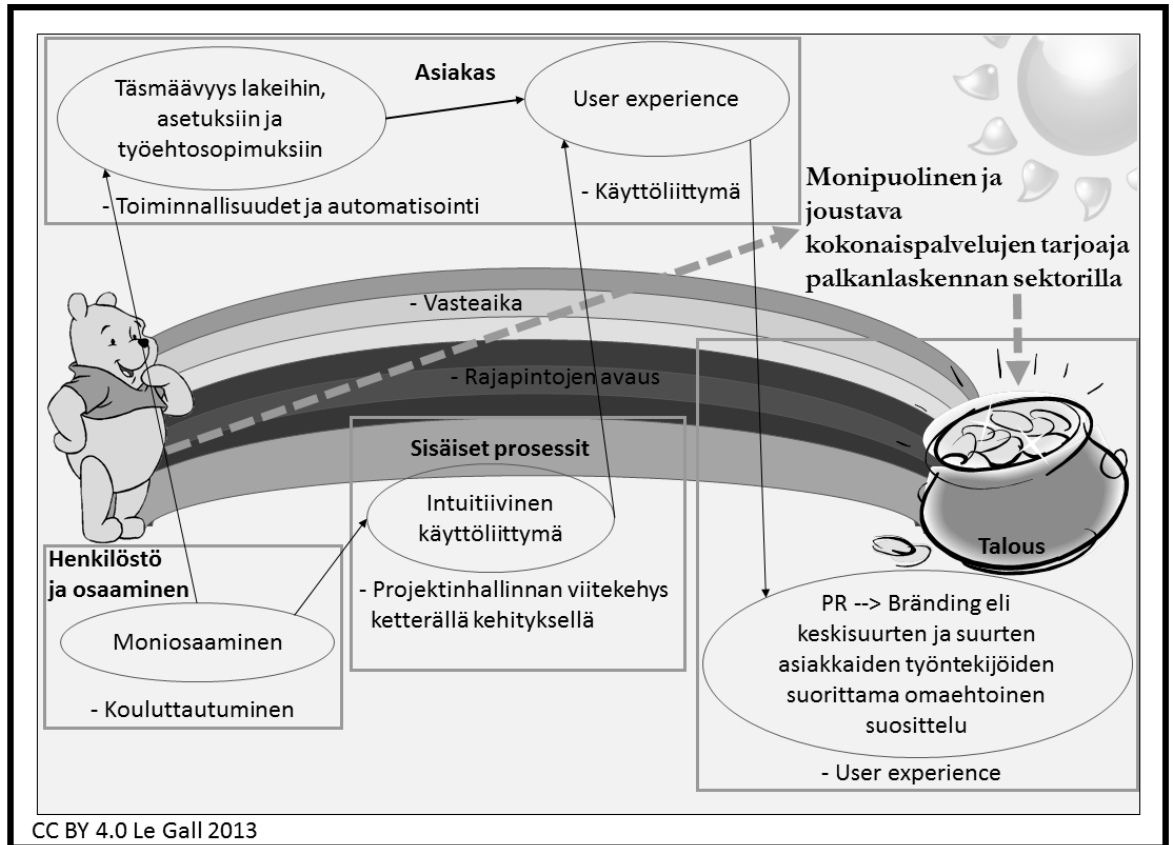 Asiakas
Täsmäävyys lakeihin,
asetuksiin ja
työehtosopimuksiin
User experience
- Toiminnallisuudet ja automatisointi
- Käyttöliittymä
Monipuolinen ja
joustava
kokonaispalvelujen tarjoaja
palkanlaskennan sektorilla
- Vasteaika
- Rajapintojen avaus
Sisäiset prosessit
Intuitiivinen
käyttöliittymä
- Projektinhallinnan viitekehys
ketterällä kehityksellä
Henkilöstö
ja osaaminen
Moniosaaminen
- Kouluttautuminen
Talous
PR --> Bränding eli
keskisuurten ja suurten
asiakkaiden työntekijöiden
suorittama omaehtoinen
suosittelu
- User experience
CC BY 4.0 Le Gall 2013